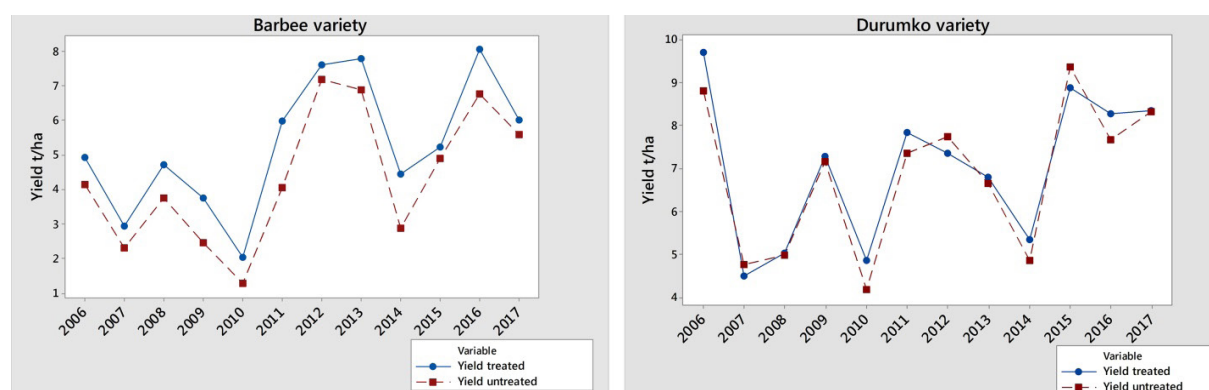 Barbee variety
8
7
6
5
4
3
2
1
Yield t/ha
2006 2007 2008 2009 2010 2011 2012 2013 2014 2015 2016 2017
Variable
Yield treated
Yield untreated
Durumko variety
10
9
8
7
6
5
4
Yield t/ha
2006 2007 2008 2009 2010 2011 2012 2013 2014 2015 2016 2017
Variable
Yield treated
Yield untreated